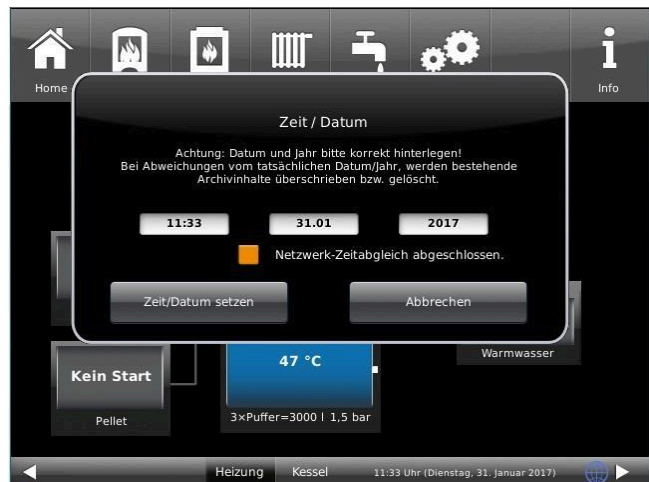 Home
Info
Zeit / Datum
Achtung: Datum und Jahr bitte korrekt hinterlegen!
Bei Abweichungen vom tatsächlichen Datum/Jahr, werden bestehende
Archivinhalte überschrieben bzw. gelöscht.
11:33 31.01 2017
Netzwerk-Zeitabgleich abgeschlossen.
Zeit/Datum setzen Abbrechen
47 °C
Warmwasser
Kein Start
Pellet
3×Puffer=3000 l 1,5 bar
Heizung Kessel 11:33 Uhr (Dienstag, 31. Januar 2017)